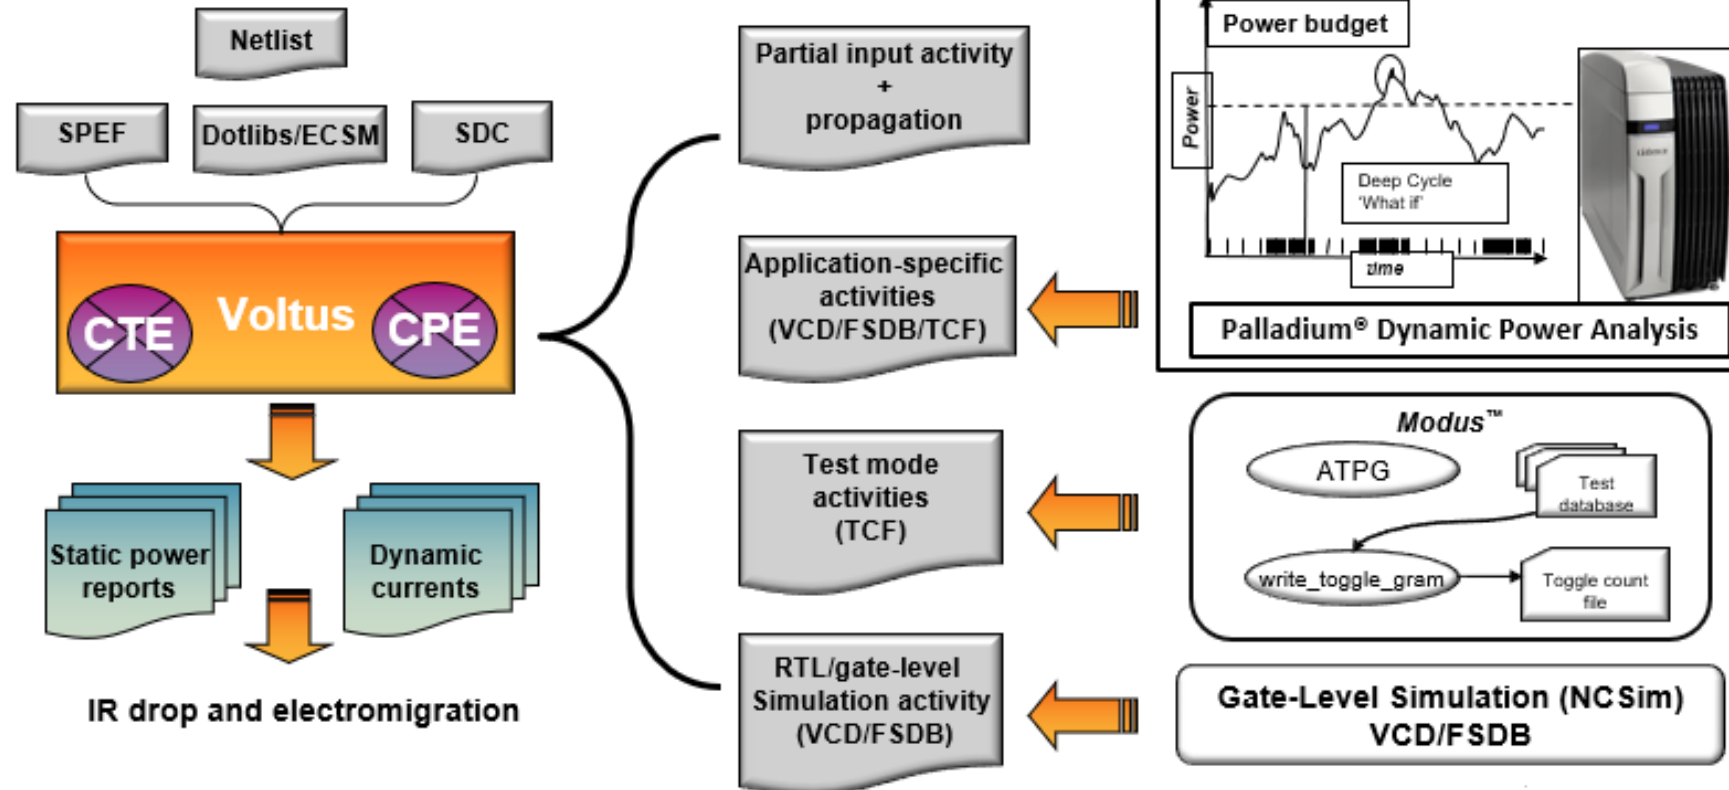 Netlist
SPEF
Dotlibs/ECSM
SDC
CTE
Voltus
CPE
Static power
reports
Dynamic
currents
IR drop and electromigration
Partial input activity
+
propagation
Application-specific
activities
(VCD/FSDB/TCF)
Test mode
activities
(TCF)
RTL/gate-level
Simulation activity
(VCD/FSDB)
Power budget
Power
Deep Cycle
'What if'
time
Palladium® Dynamic Power Analysis
Modus™
ATPG
Test
database
write_toggle_gram
Toggle count
file
Gate-Level Simulation (NCSim)
VCD/FSDB